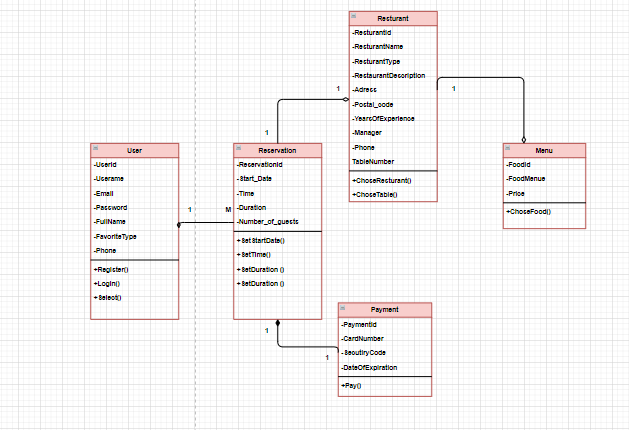 Resturant
-ResturantId
-ResturantName
-ResturantType
-RestaurantDescription
-Adress
-Postal_code
-YearsOfExperience
-Manager
-Phone
TableNumber
+ChoseResturant()
+ChoseTable()
1
1
1
User
-UserId
-Username
-Email
-Password
-FullName
-FavoriteType
-Phone
+Register()
+Login()
+Select()
1
M
Reservation
-ReservationId
-Start_Date
-Time
-Duration
-Number_of_guests
+SetStartDate()
+SetTime()
+SetDuration ()
+SetDuration ()
Menu
-FoodId
-FoodMenue
-Price
+ChoseFood()
1
1
Payment
-PaymentId
-CardNumber
-SecutiryCode
-DateOfExpiration
+Pay()